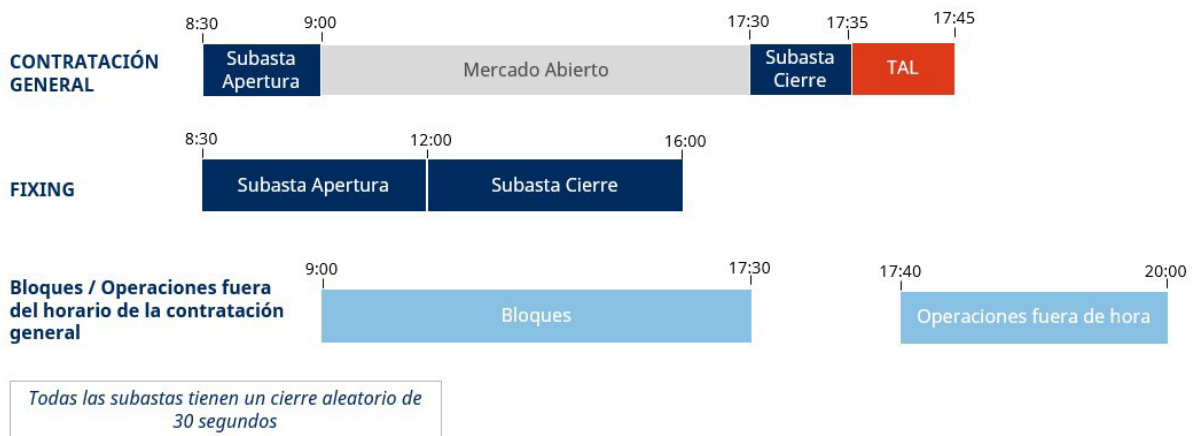 8:30 9:00 17:30 17:35 17:45
CONTRATACIÓN
GENERAL
Subasta
Apertura
Mercado Abierto
Subasta
Cierre
TAL
8:30 12:00 16:00
FIXING
Subasta Apertura
Subasta Cierre
9:00 17:30 17:40 20:00
Bloques / Operaciones fuera
del horario de la contratación
general
Bloques
Operaciones fuera de hora
Todas las subastas tienen un cierre aleatorio de
30 segundos